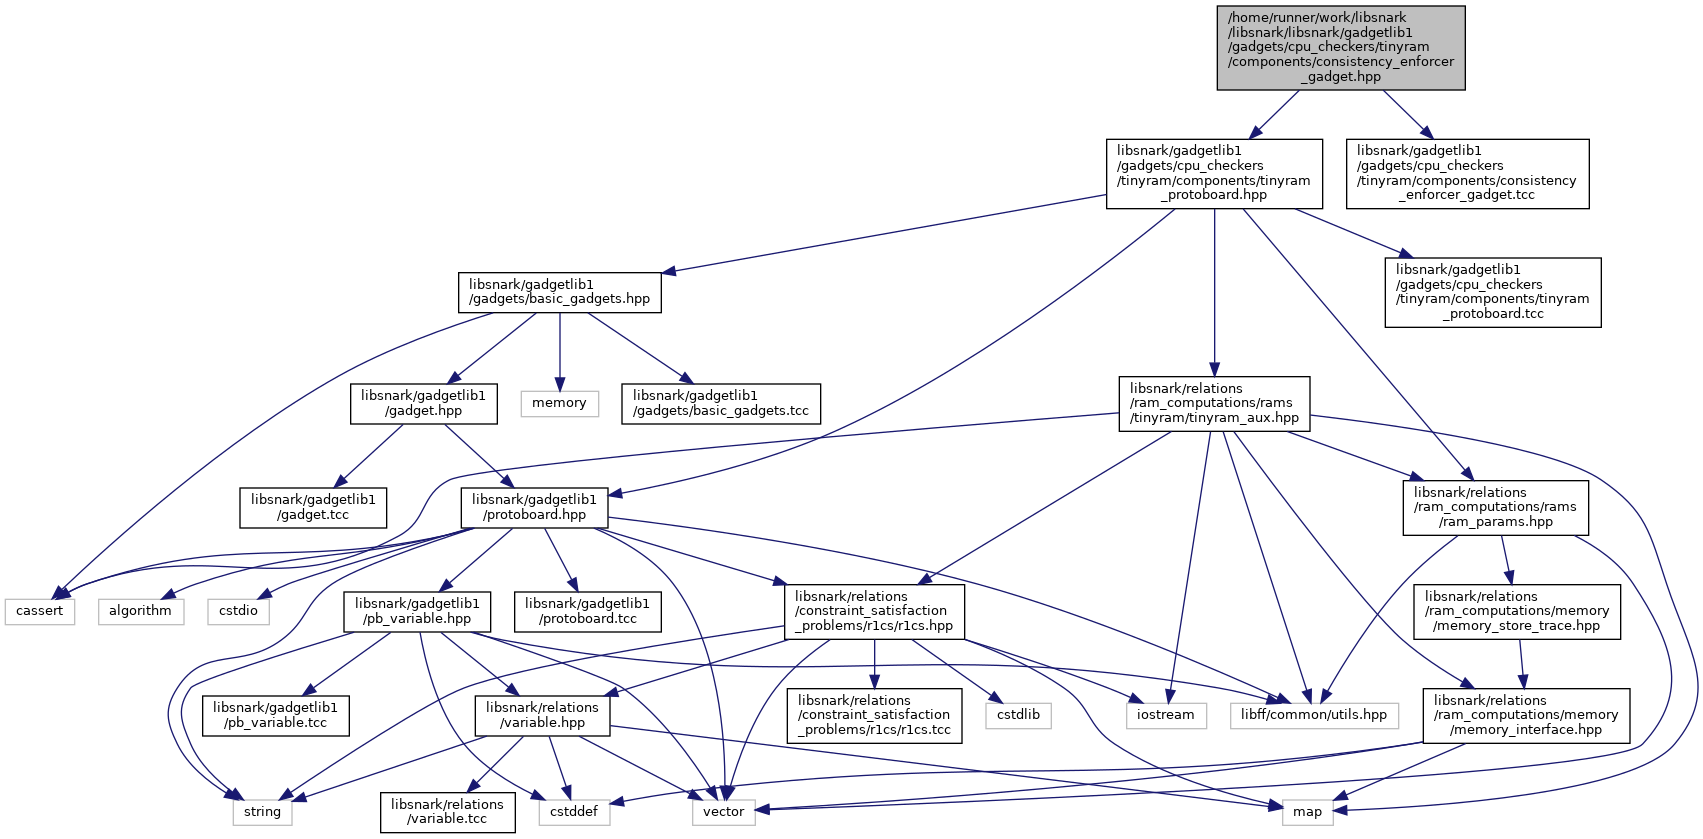 /home/runner/work/libsnark
/libsnark/libsnark/gadgetlib1
/gadgets/cpu_checkers/tinyram
/components/consistency_enforcer
_gadget.hpp
libsnark/gadgetlib1
/gadgets/cpu_checkers
/tinyram/components/tinyram
_protoboard.hpp
libsnark/gadgetlib1
/gadgets/cpu_checkers
/tinyram/components/consistency
_enforcer_gadget.tcc
libsnark/gadgetlib1
/gadgets/basic_gadgets.hpp
libsnark/gadgetlib1
/gadgets/cpu_checkers
/tinyram/components/tinyram
_protoboard.tcc
libsnark/gadgetlib1
/gadget.hpp
memory
libsnark/gadgetlib1
/gadgets/basic_gadgets.tcc
libsnark/relations
/ram_computations/rams
/tinyram/tinyram_aux.hpp
libsnark/gadgetlib1
/gadget.tcc
libsnark/gadgetlib1
/protoboard.hpp
libsnark/relations
/ram_computations/rams
/ram_params.hpp
cassert
algorithm
cstdio
libsnark/gadgetlib1
/pb_variable.hpp
libsnark/gadgetlib1
/protoboard.tcc
libsnark/relations
/constraint_satisfaction
_problems/r1cs/r1cs.hpp
libsnark/relations
/ram_computations/memory
/memory_store_trace.hpp
libsnark/gadgetlib1
/pb_variable.tcc
libsnark/relations
/variable.hpp
libsnark/relations
/constraint_satisfaction
_problems/r1cs/r1cs.tcc
cstdlib
iostream
libff/common/utils.hpp
libsnark/relations
/ram_computations/memory
/memory_interface.hpp
string
libsnark/relations
/variable.tcc
cstddef
vector
map